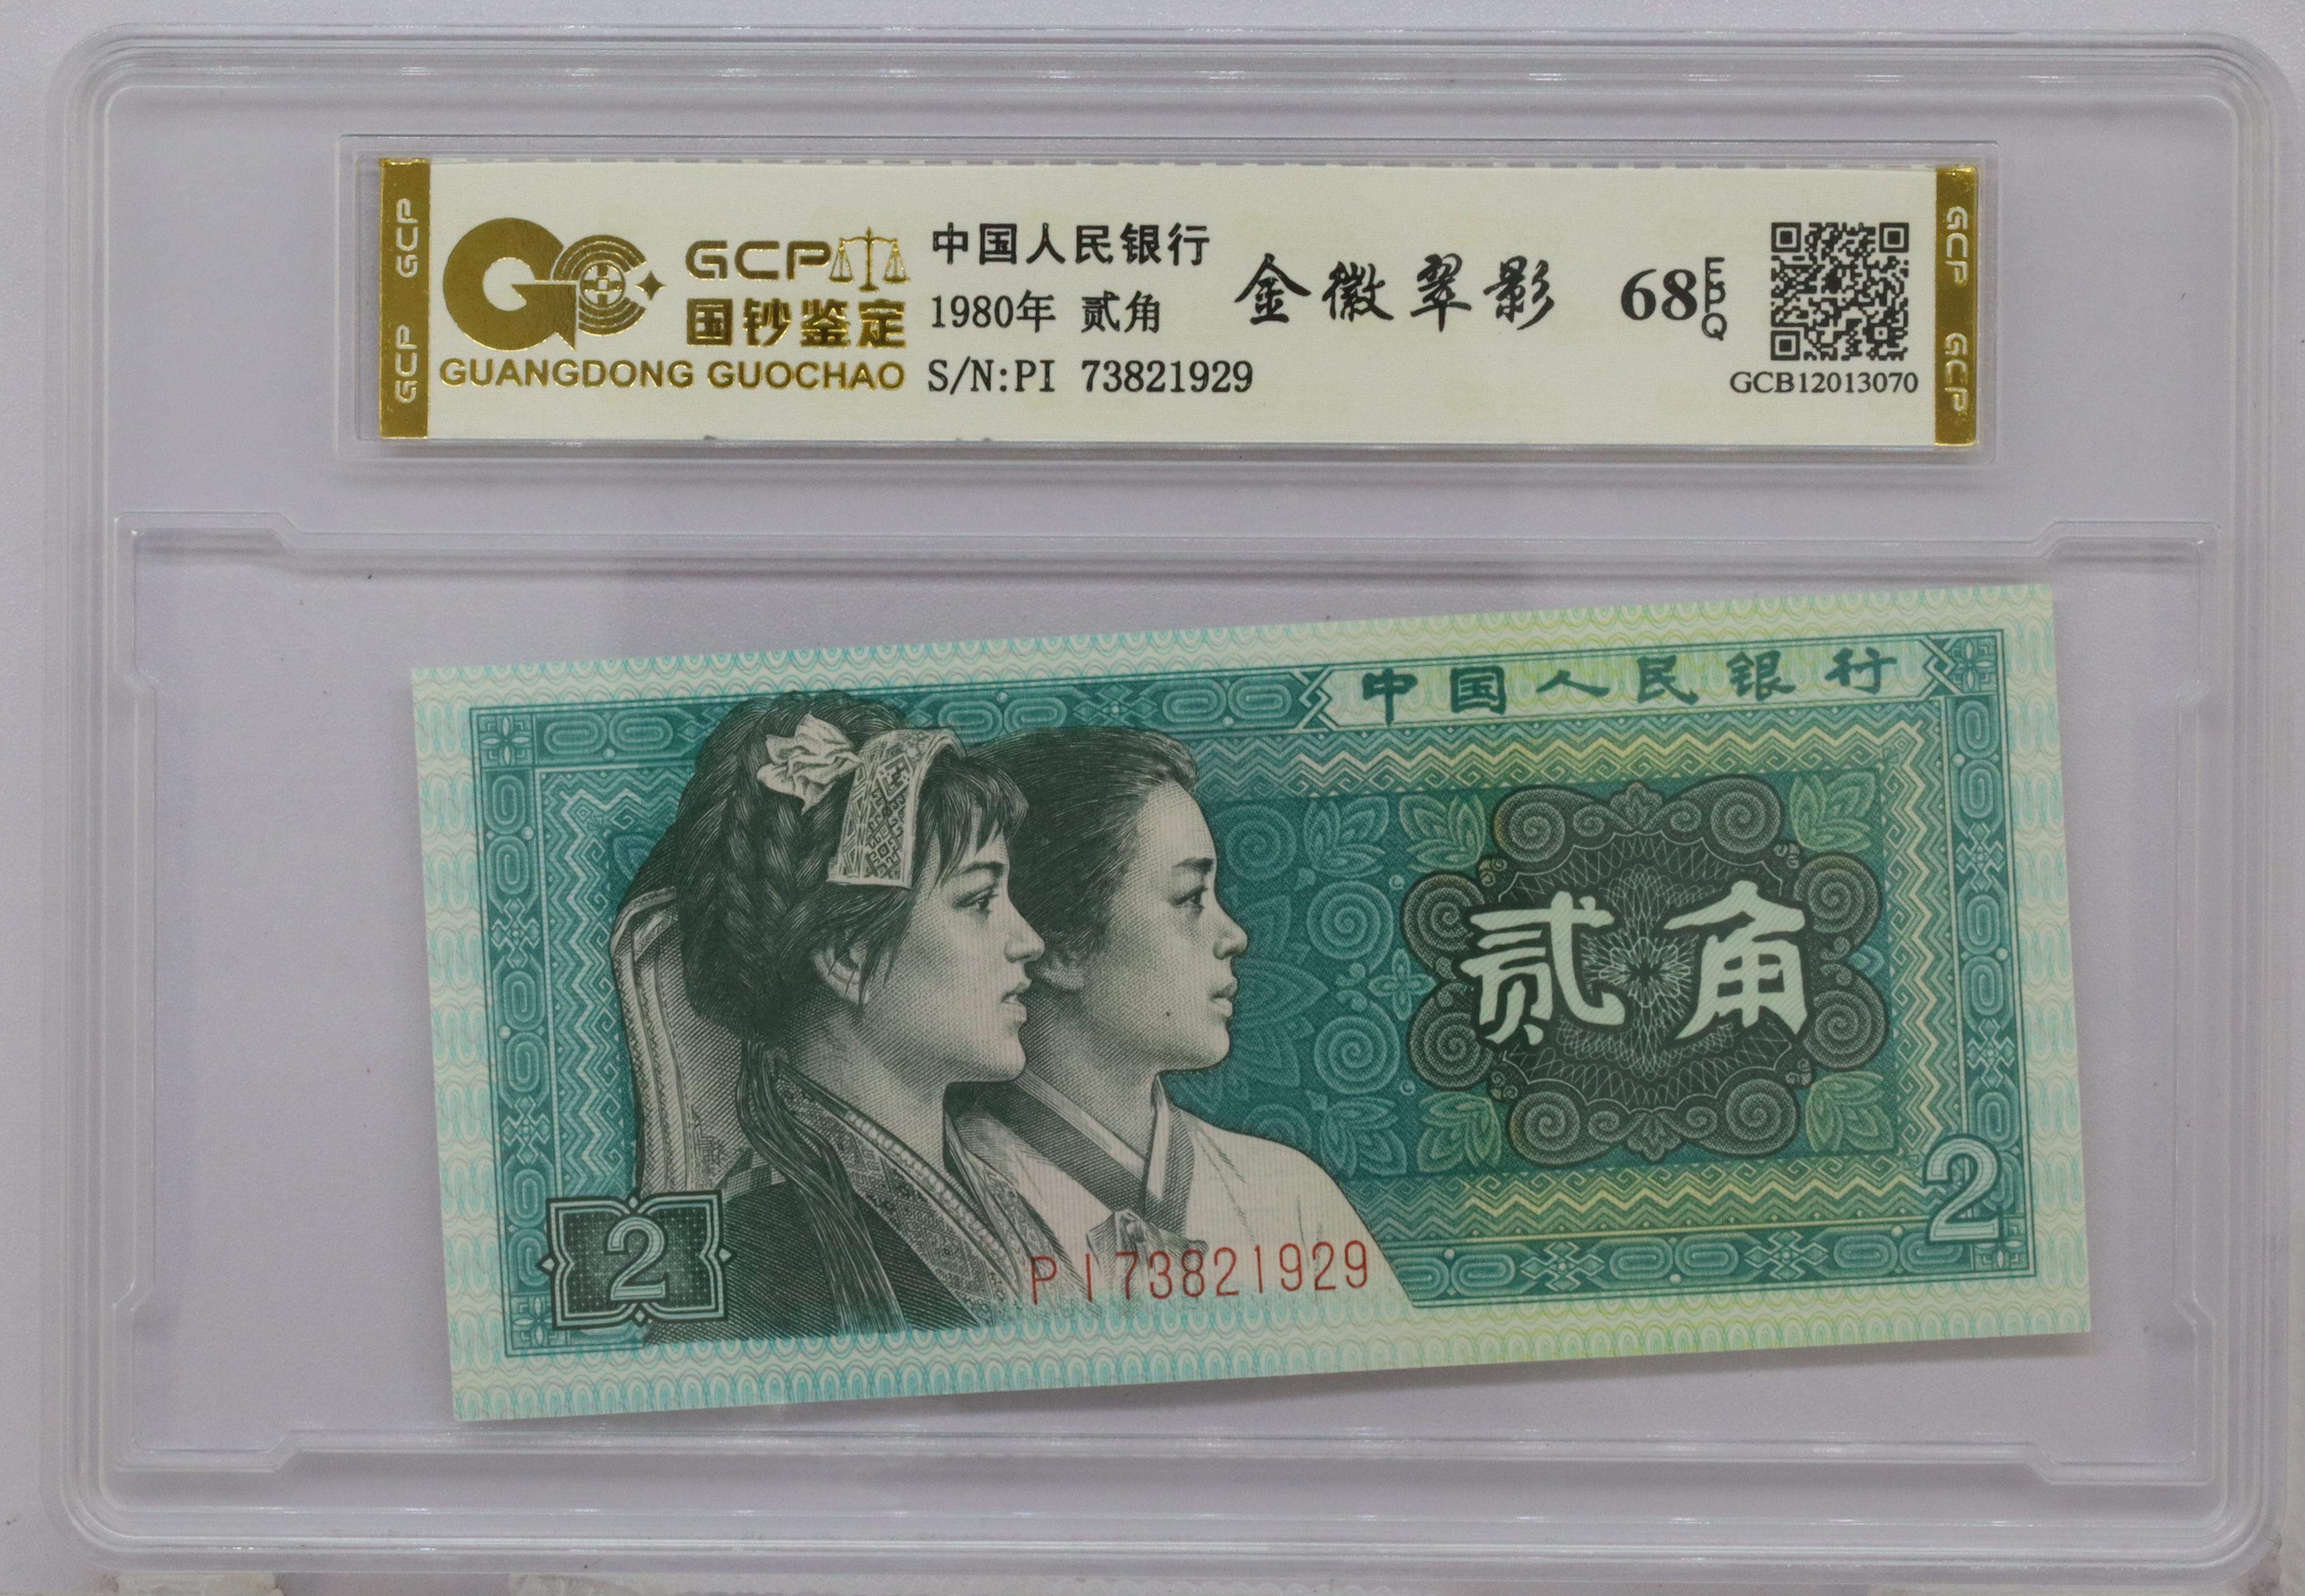 GCP GCP
GCP
国钞鉴定
GUANGDONG GUOCHAO
中国人民银行
1980年 贰角
S/N:PI 73821929
金徽翠影
68 EPQ
GCB12013070
GCP GCP
中国人民银行
贰角
2
2
PI73821929